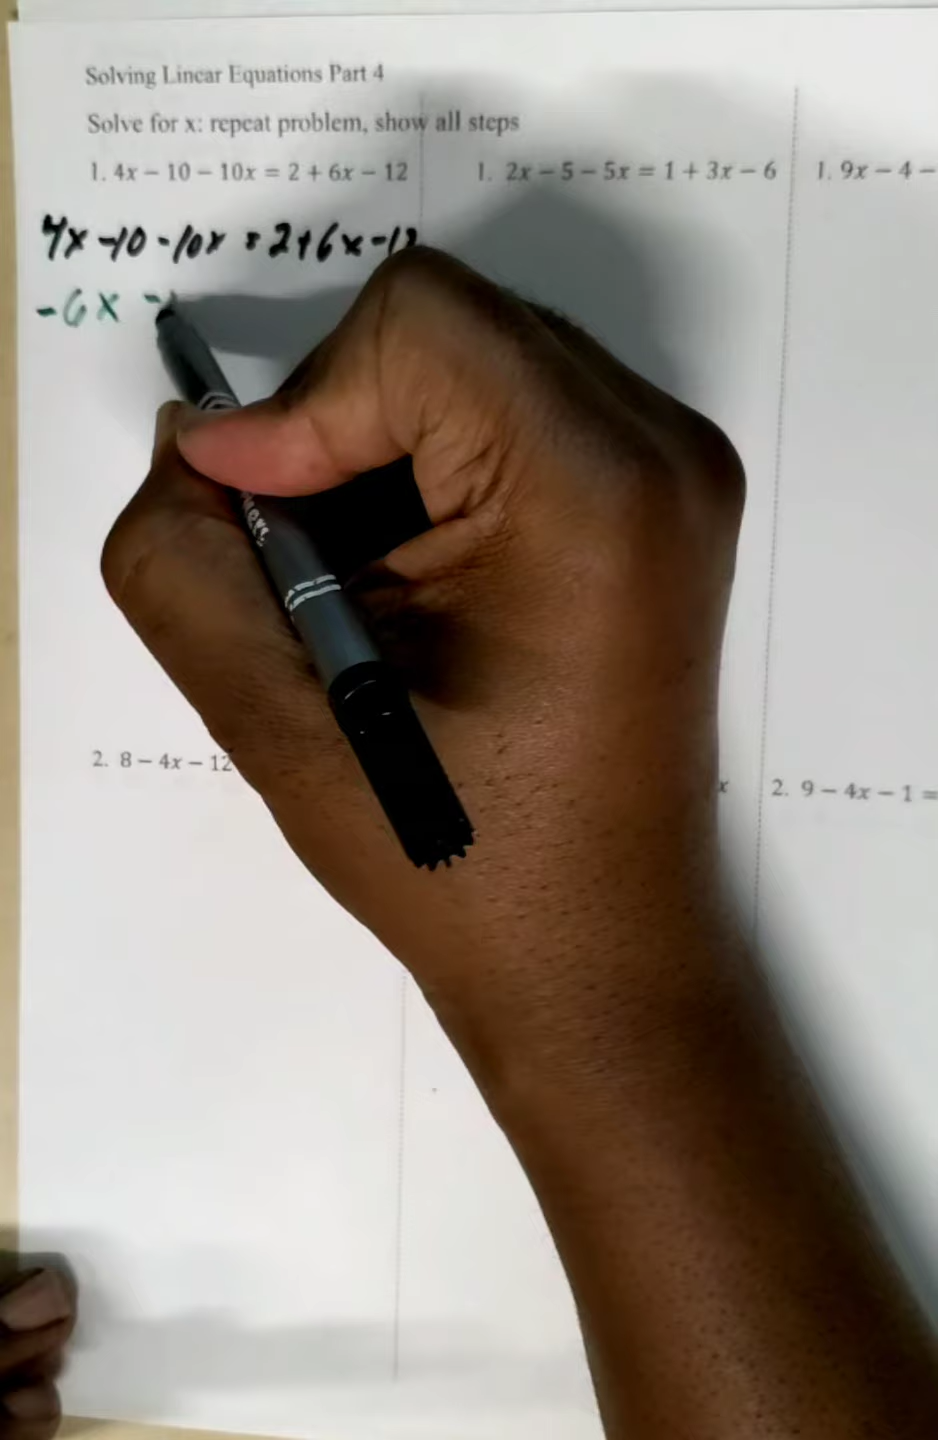 Solving Linear Equations Part 4
Solve for x: repeat problem, show all steps
1. 4x − 10 − 10x = 2 + 6x − 12
1. 2x − 5 − 5x = 1 + 3x − 6
1. 9x − 4 −
4x -10 -10x = 2+6x-12
-6x -
2. 8 − 4x − 12
x
2. 9 − 4x − 1 =